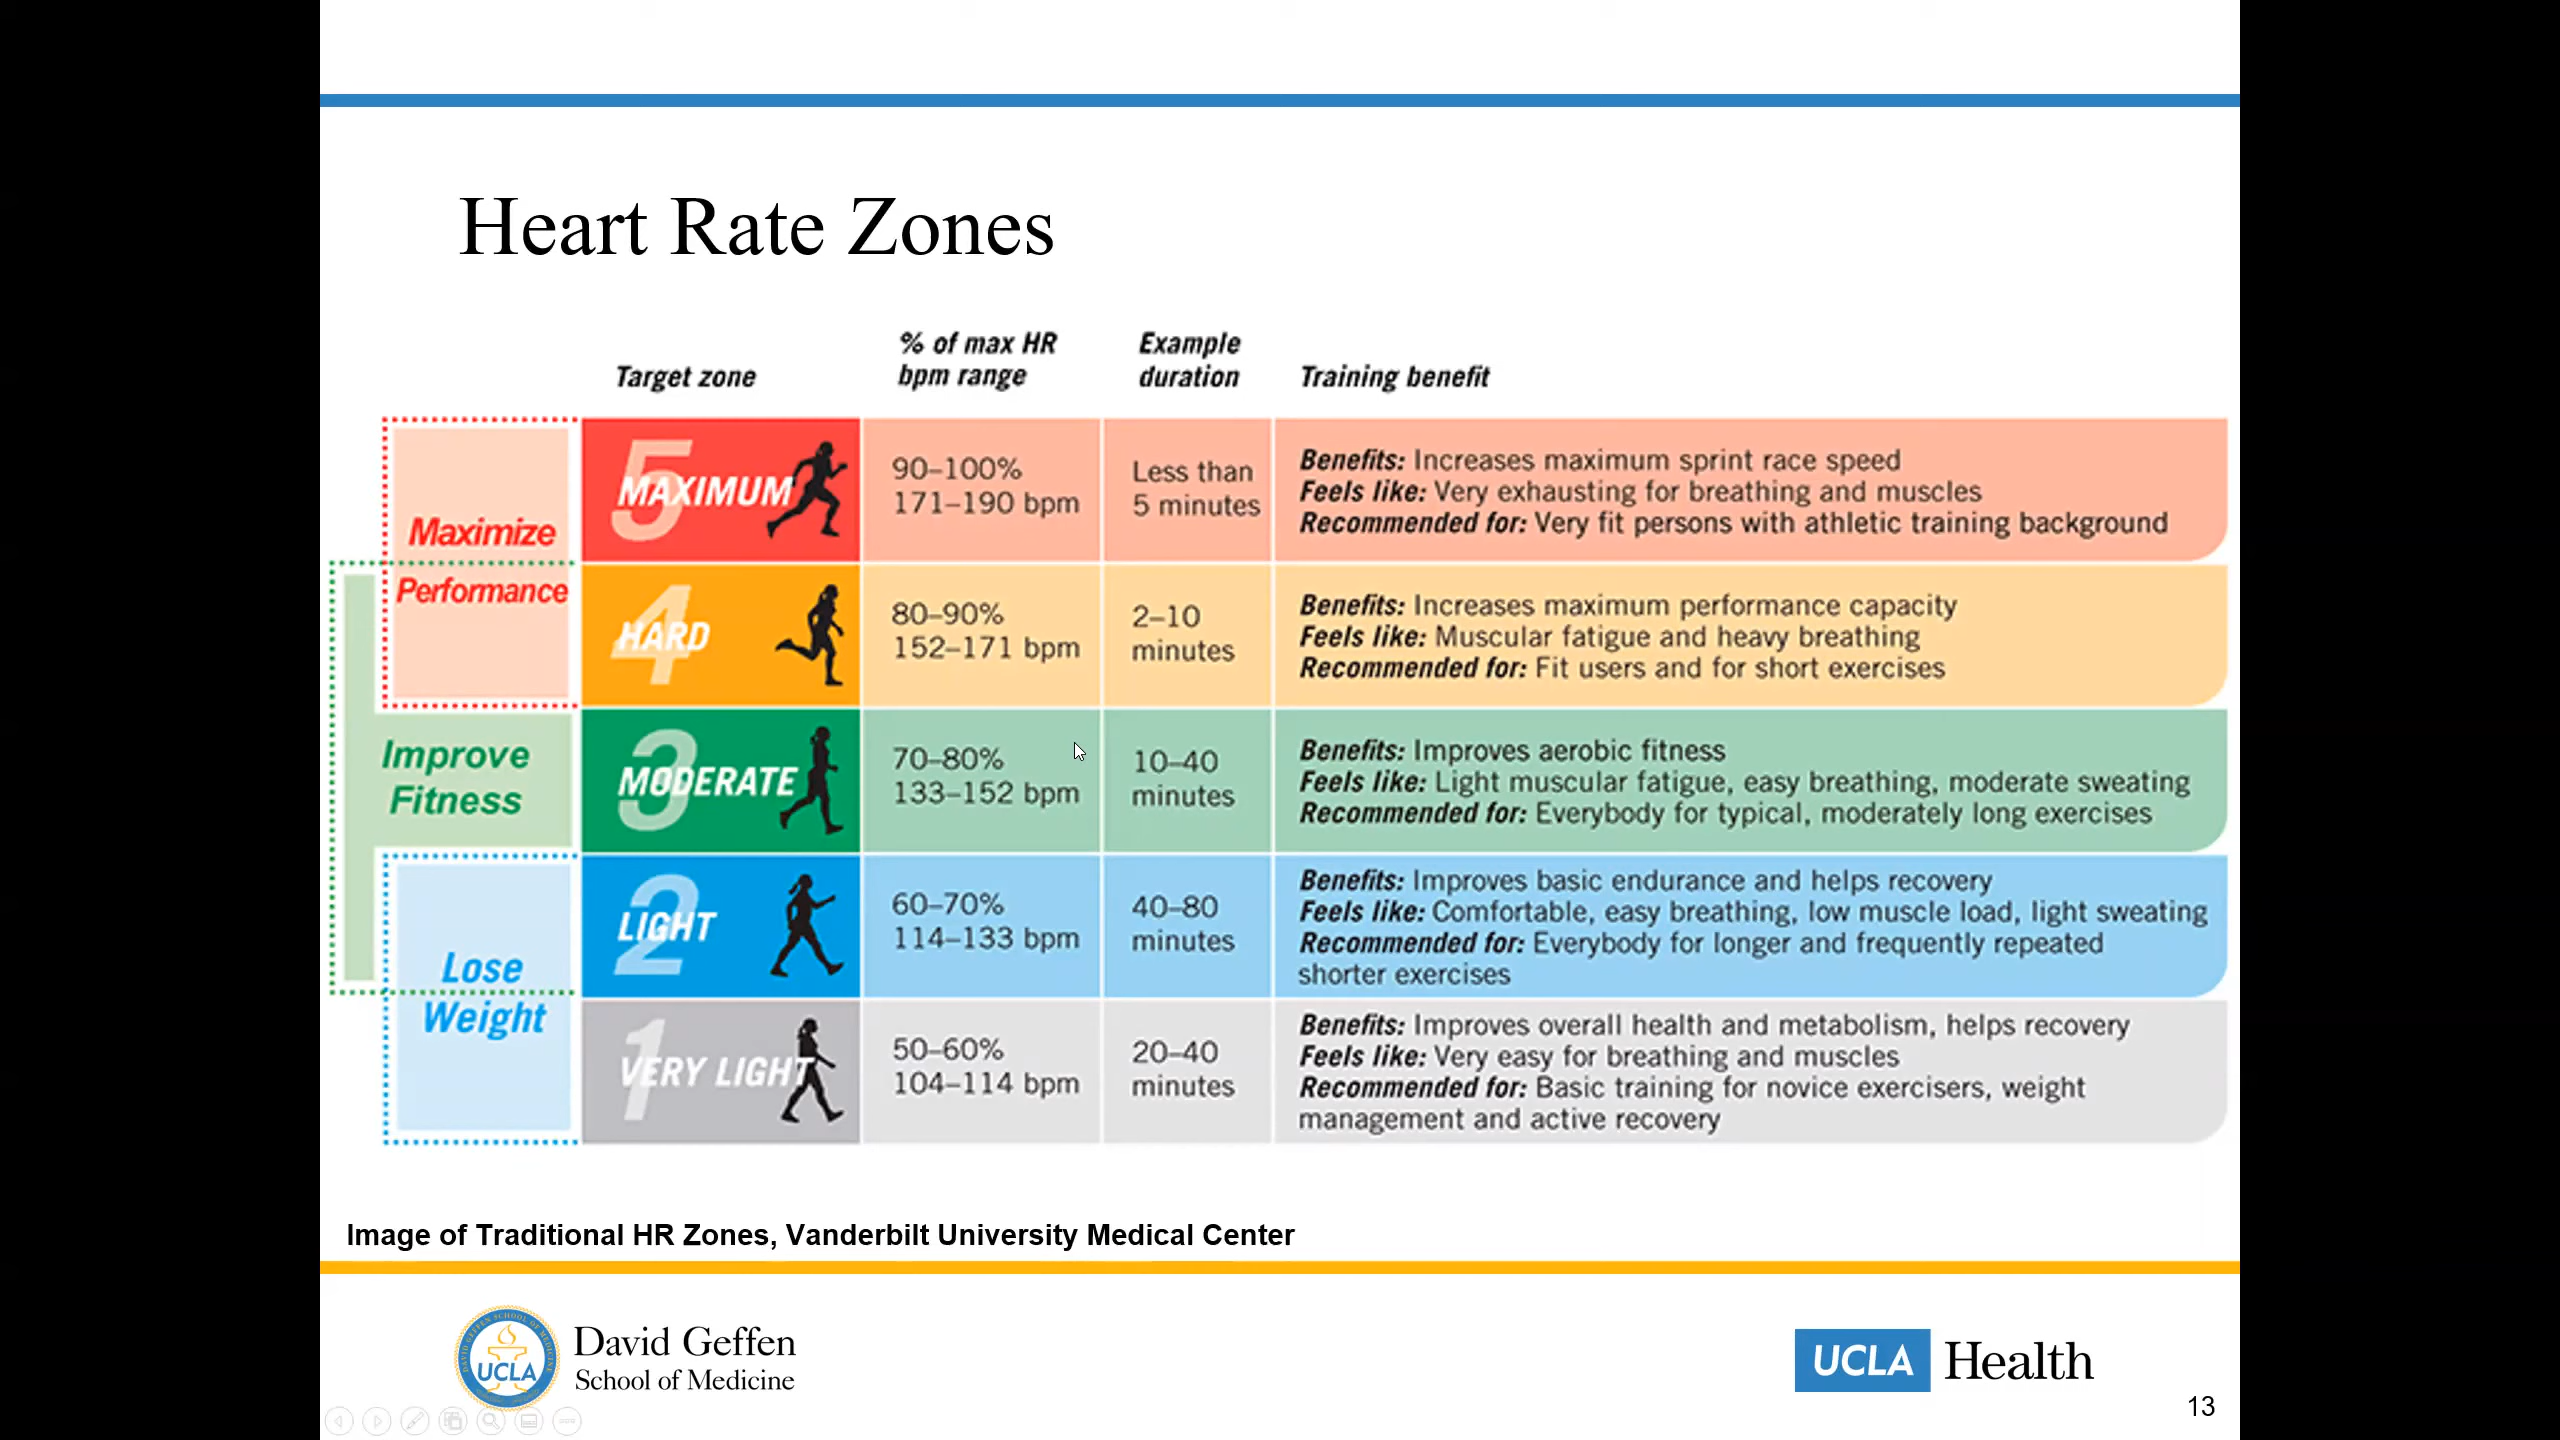 Heart Rate Zones
Target zone
% of max HR
bpm range
Example
duration
Training benefit
Maximize
Performance
Improve
Fitness
Lose
Weight
5
MAXIMUM
90–100%
171–190 bpm
Less than
5 minutes
Benefits: Increases maximum sprint race speed
Feels like: Very exhausting for breathing and muscles
Recommended for: Very fit persons with athletic training background
4
HARD
80–90%
152–171 bpm
2–10
minutes
Benefits: Increases maximum performance capacity
Feels like: Muscular fatigue and heavy breathing
Recommended for: Fit users and for short exercises
3
MODERATE
70–80%
133–152 bpm
10–40
minutes
Benefits: Improves aerobic fitness
Feels like: Light muscular fatigue, easy breathing, moderate sweating
Recommended for: Everybody for typical, moderately long exercises
2
LIGHT
60–70%
114–133 bpm
40–80
minutes
Benefits: Improves basic endurance and helps recovery
Feels like: Comfortable, easy breathing, low muscle load, light sweating
Recommended for: Everybody for longer and frequently repeated
shorter exercises
1
VERY LIGHT
50–60%
104–114 bpm
20–40
minutes
Benefits: Improves overall health and metabolism, helps recovery
Feels like: Very easy for breathing and muscles
Recommended for: Basic training for novice exercisers, weight
management and active recovery
Image of Traditional HR Zones, Vanderbilt University Medical Center
UCLA
David Geffen
School of Medicine
UCLA Health
13